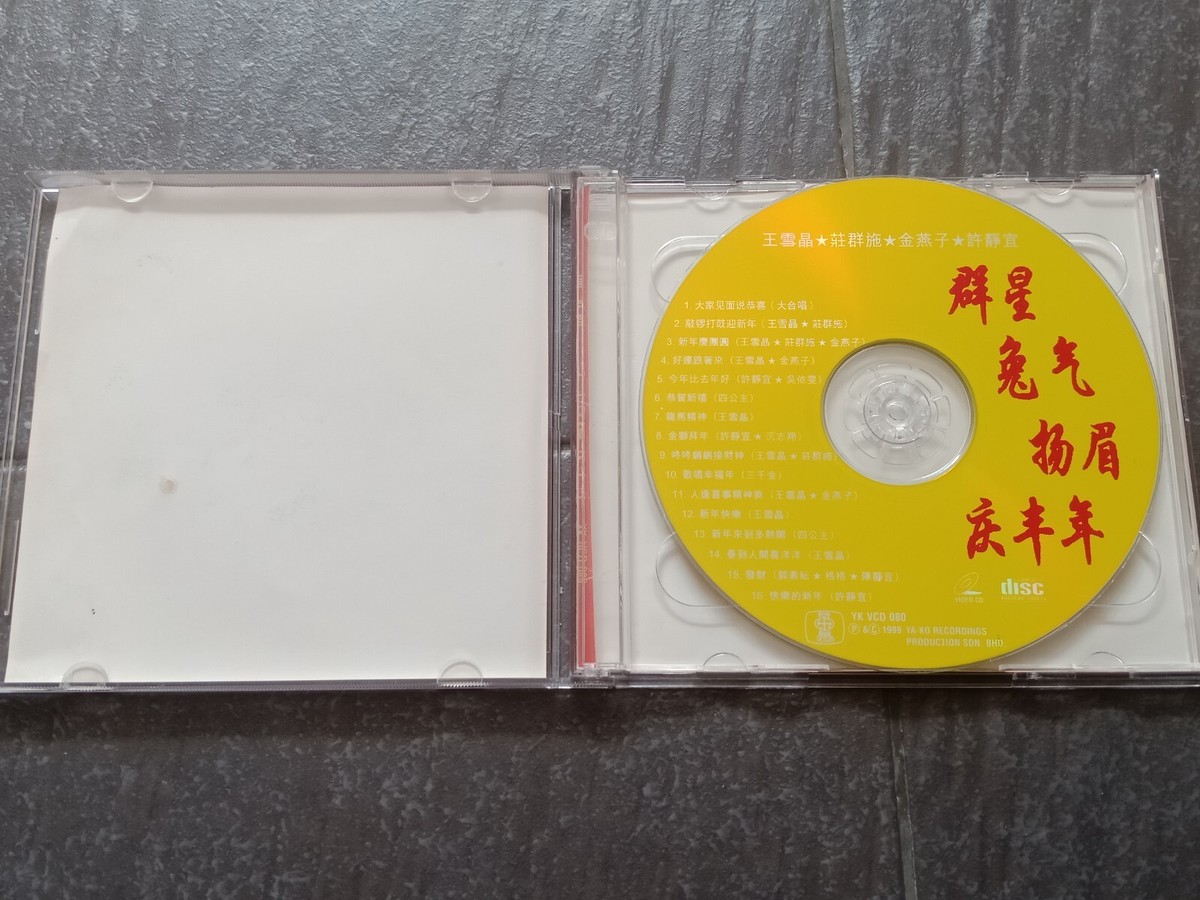 王雪晶★莊群施★金燕子★許靜宜
群星
兔气
扬眉
庆丰年
1. 大家见面说恭喜（大合唱）
2. 敲锣打鼓迎新年（王雪晶★莊群施）
3. 新年慶團圓（王雪晶★莊群施★金燕子）
4. 好運跟著來（王雪晶★金燕子）
5. 今年比去年好（許靜宜★吳依雯）
6. 恭賀新禧（四公主）
7. 龍馬精神（王雪晶）
8. 金獅拜年（許靜宜★
9. 咚咚鏘鏘接財神（王雪晶★莊群施）
10. 歌唱幸福年（三千金）
11. 人逢喜事精神爽（王雪晶★金燕子）
12. 新年快樂（王雪晶）
13. 新年來到多熱鬧（四公主）
14. 春到人間喜洋洋（王雪晶）
15. 發財（
16. 快樂的新年（許靜宜）
disc
YK VCD 080
Ⓟ & Ⓒ 1998 YA-KO RECORDINGS
PRODUCTION SDN. BHD.